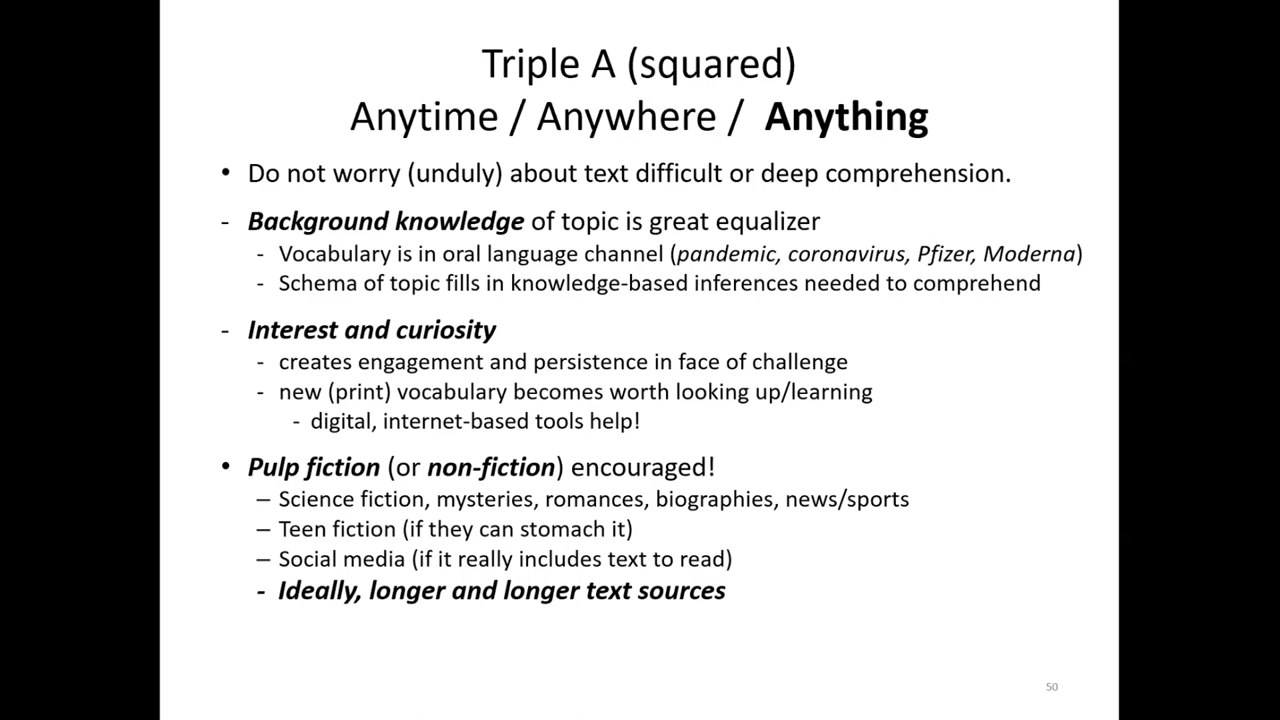 Triple A (squared)
Anytime / Anywhere / Anything
• Do not worry (unduly) about text difficult or deep comprehension.
- Background knowledge of topic is great equalizer
- Vocabulary is in oral language channel (pandemic, coronavirus, Pfizer, Moderna)
- Schema of topic fills in knowledge-based inferences needed to comprehend
- Interest and curiosity
- creates engagement and persistence in face of challenge
- new (print) vocabulary becomes worth looking up/learning
- digital, internet-based tools help!
• Pulp fiction (or non-fiction) encouraged!
– Science fiction, mysteries, romances, biographies, news/sports
– Teen fiction (if they can stomach it)
– Social media (if it really includes text to read)
- Ideally, longer and longer text sources
50